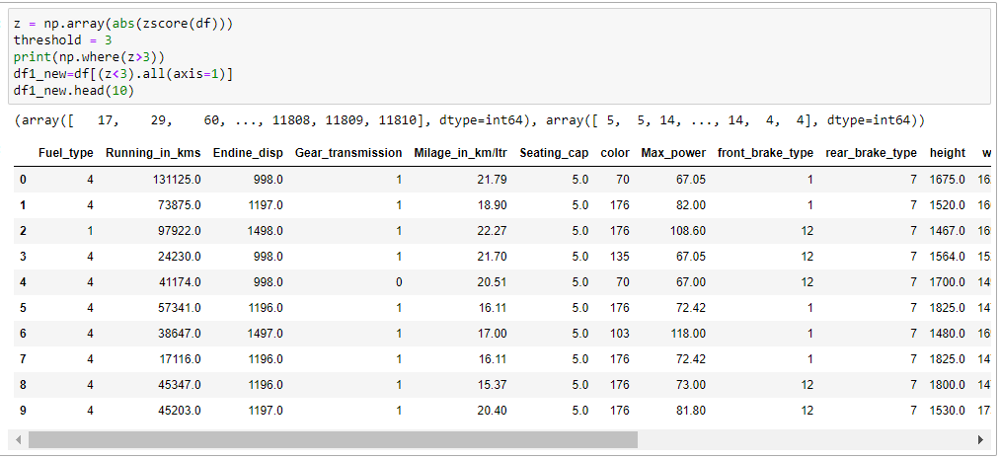 z = np.array(abs(zscore(df)))
threshold = 3
print(np.where(z>3))
df1_new=df[(z<3).all(axis=1)]
df1_new.head(10)
(array([   17,    29,    60, ..., 11808, 11809, 11810], dtype=int64), array([ 5,  5, 14, ..., 14,  4,  4], dtype=int64))
Fuel_type Running_in_kms Endine_disp Gear_transmission Milage_in_km/ltr Seating_cap color Max_power front_brake_type rear_brake_type height w
0 4 131125.0 998.0 1 21.79 5.0 70 67.05 1 7 1675.0 16
1 4 73875.0 1197.0 1 18.90 5.0 176 82.00 1 7 1520.0 16
2 1 97922.0 1498.0 1 22.27 5.0 176 108.60 12 7 1467.0 16
3 4 24230.0 998.0 1 21.70 5.0 135 67.05 12 7 1564.0 15
4 4 41174.0 998.0 0 20.51 5.0 70 67.00 12 7 1700.0 14
5 4 57341.0 1196.0 1 16.11 5.0 176 72.42 1 7 1825.0 14
6 4 38647.0 1497.0 1 17.00 5.0 103 118.00 1 7 1480.0 16
7 4 17116.0 1196.0 1 16.11 5.0 176 72.42 1 7 1825.0 14
8 4 45347.0 1196.0 1 15.37 5.0 176 73.00 12 7 1800.0 14
9 4 45203.0 1197.0 1 20.40 5.0 176 81.80 12 7 1530.0 17